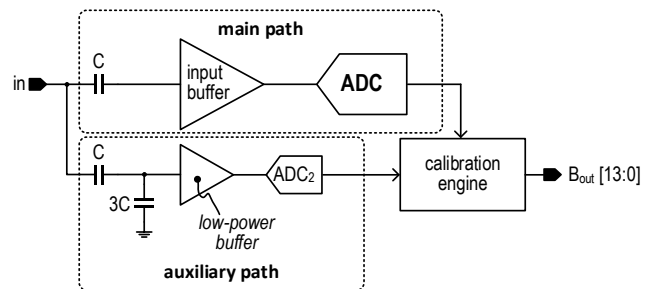 main path
C
in
input
buffer
ADC
C
3C
ADC₂
low-power
buffer
auxiliary path
calibration
engine
Bout [13:0]